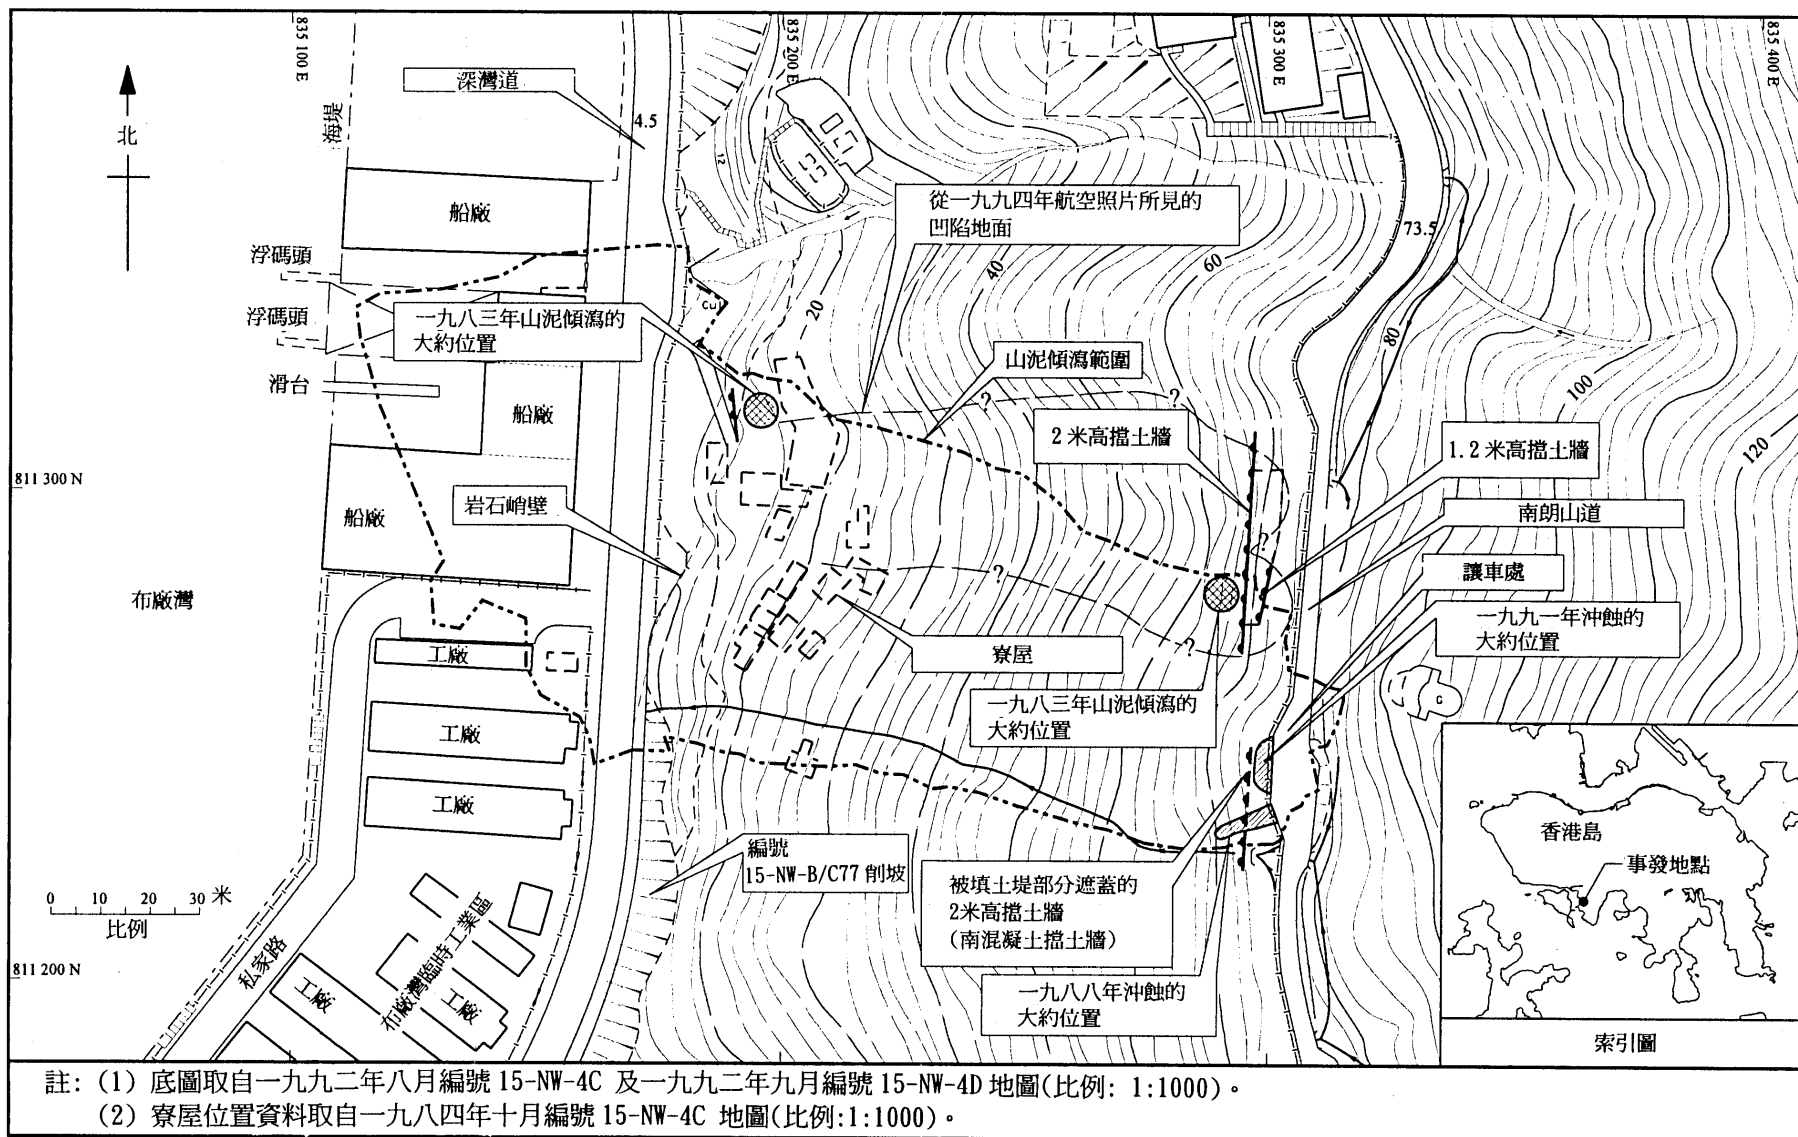 835 100 E
835 200 E
835 300 E
835 400 E
北
海堤
深灣道
4.5
12
船廠
浮碼頭
浮碼頭
滑台
船廠
船廠
811 300 N
布廠灣
從一九九四年航空照片所見的
凹陷地面
73.5
一九八三年山泥傾瀉的
大約位置
CUT
20
40
60
80
100
120
山泥傾瀉範圍
?
?
2米高擋土牆
1.2米高擋土牆
岩石峭壁
南朗山道
?
?
讓車處
一九九一年沖蝕的
大約位置
寮屋
?
一九八三年山泥傾瀉的
大約位置
工廠
工廠
工廠
編號
15-NW-B/C77 削坡
被填土堤部分遮蓋的
2米高擋土牆
(南混凝土擋土牆)
一九八八年沖蝕的
大約位置
0 10 20 30 米
比例
811 200 N
私家路
布廠灣臨時工業區
工廠
工廠
香港島
事發地點
索引圖
註: (1) 底圖取自一九九二年八月編號 15-NW-4C 及一九九二年九月編號 15-NW-4D 地圖(比例: 1:1000)。
(2) 寮屋位置資料取自一九八四年十月編號 15-NW-4C 地圖(比例:1:1000)。